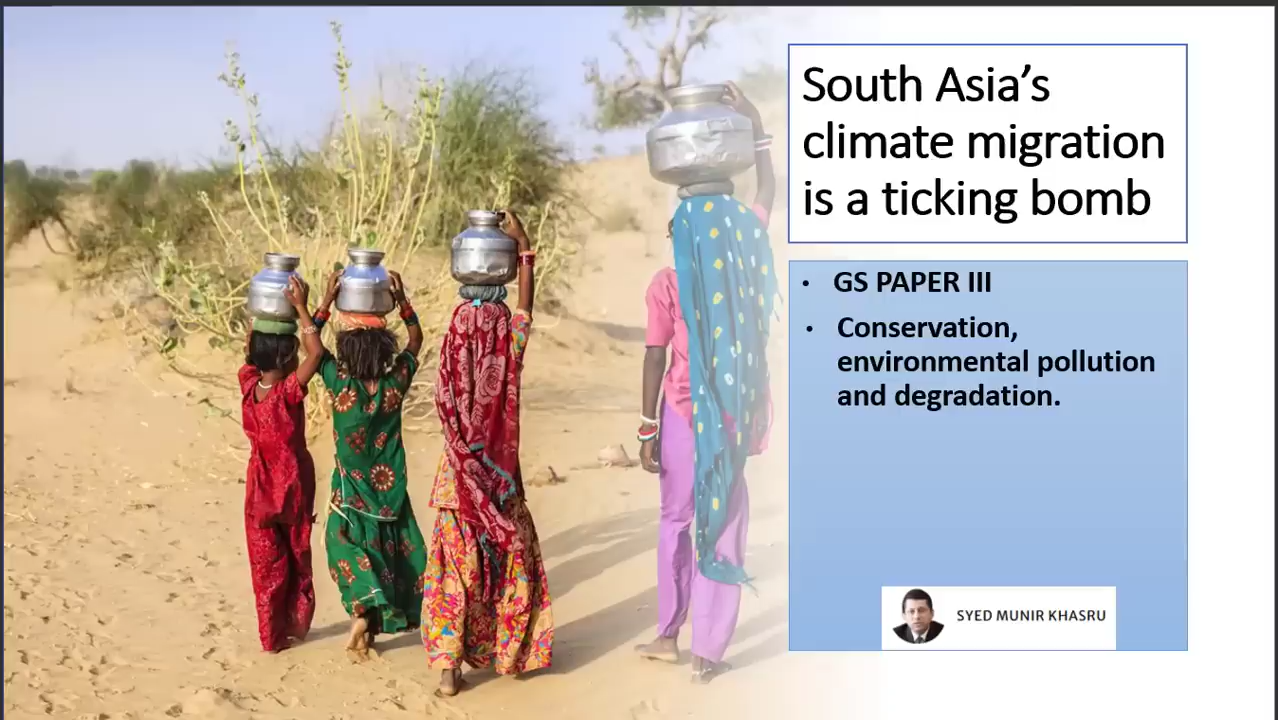 South Asia’s
climate migration
is a ticking bomb
• GS PAPER III
• Conservation,
environmental pollution
and degradation.
SYED MUNIR KHASRU